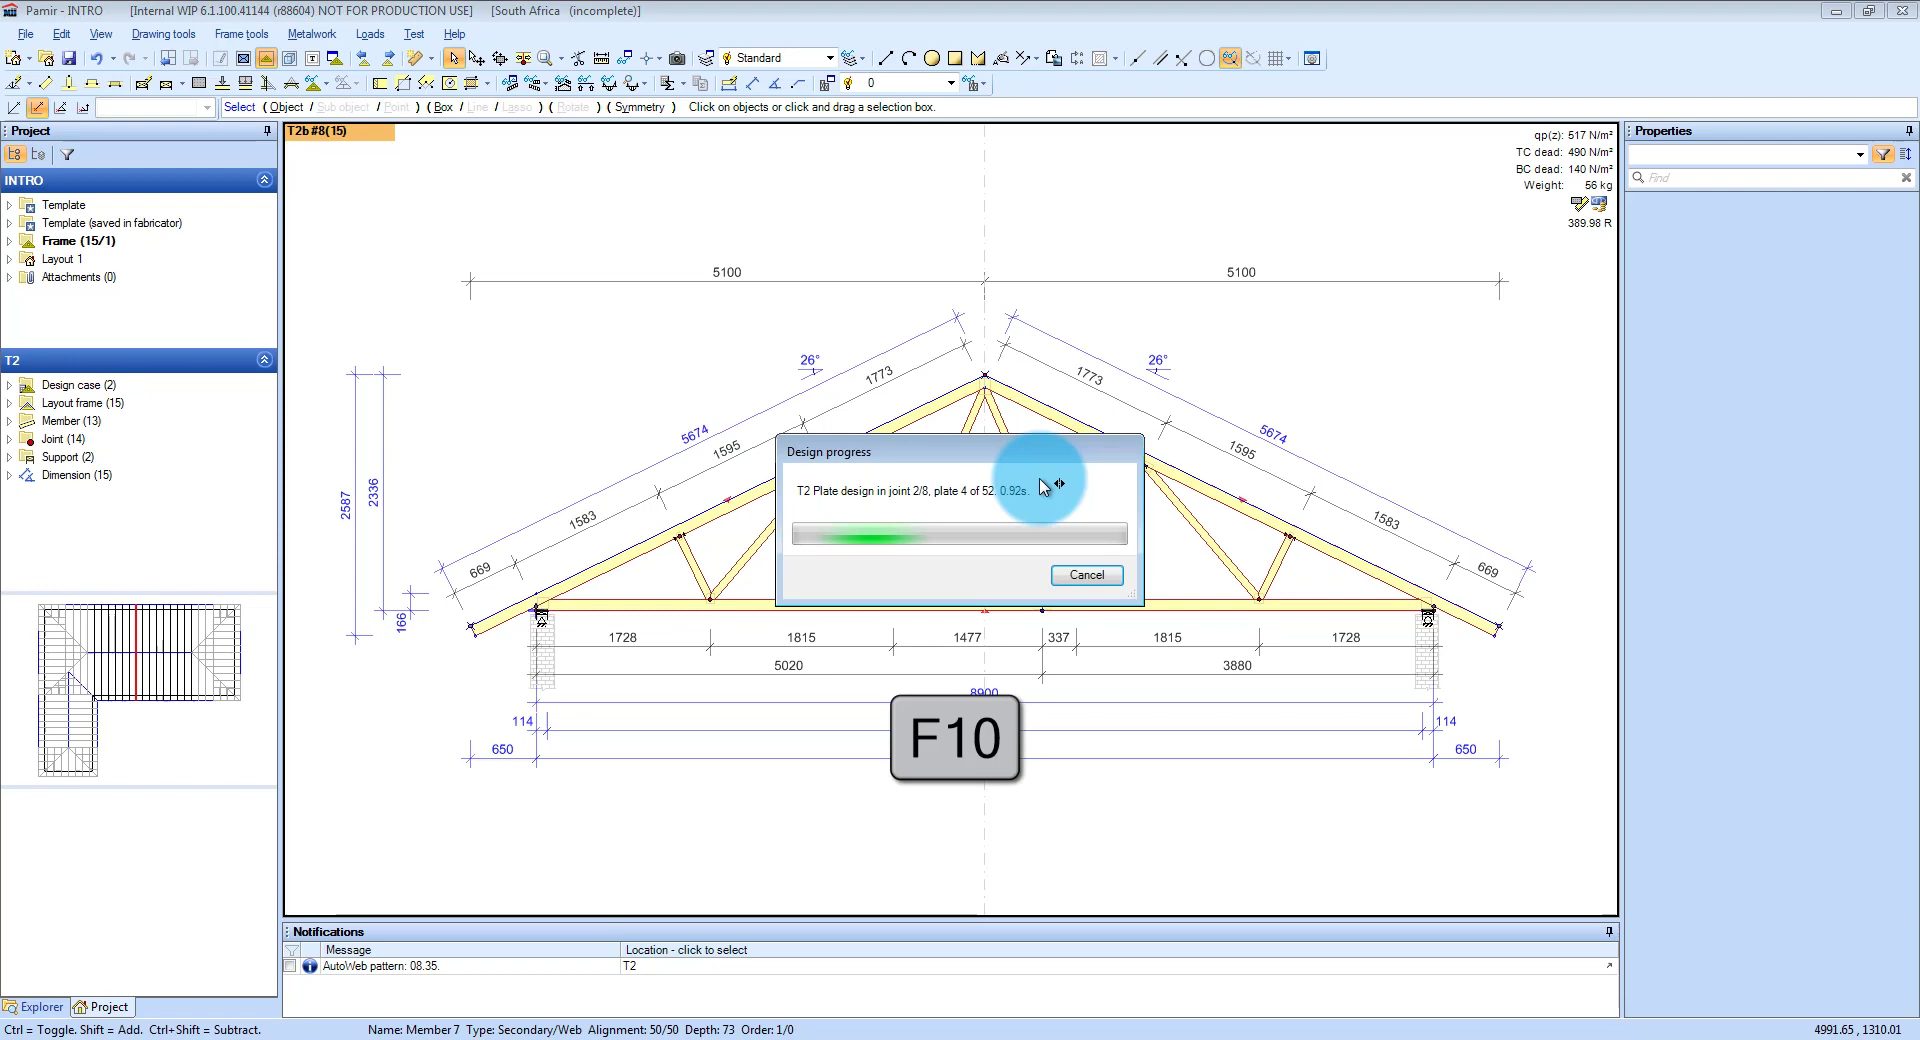 Pamir - INTRO [Internal WIP 6.1.100.41144 (r88604) NOT FOR PRODUCTION USE] [South Africa (incomplete)]
File Edit View Drawing tools Frame tools Metalwork Loads Test Help
Standard
0
Select ( Object / Sub object / Point ) ( Box / Line / Lasso ) ( Rotate ) ( Symmetry ) Click on objects or click and drag a selection box.
Project
INTRO
Template
Template (saved in fabricator)
Frame (15/1)
Layout 1
Attachments (0)
T2
Design case (2)
Layout frame (15)
Member (13)
Joint (14)
Support (2)
Dimension (15)
Explorer Project
T2b #8(15)
qp(z): 517 N/m²
TC dead: 490 N/m²
BC dead: 140 N/m²
Weight: 56 kg
389.98 R
5100 5100
26° 26°
1773 1773
5674 5674
1595 1595
1583 1583
669 669
2587 2336
166
Design progress
T2 Plate design in joint 2/8, plate 4 of 52. 0.92s.
Cancel
1728 1815 1477 337 1815 1728
5020 3880
8900
114 114
650 650
F10
Notifications
Message Location - click to select
AutoWeb pattern: 08.35. T2
Properties
Find
Ctrl = Toggle. Shift = Add. Ctrl+Shift = Subtract. Name: Member 7 Type: Secondary/Web Alignment: 50/50 Depth: 73 Order: 1/0 4991.65 , 1310.01